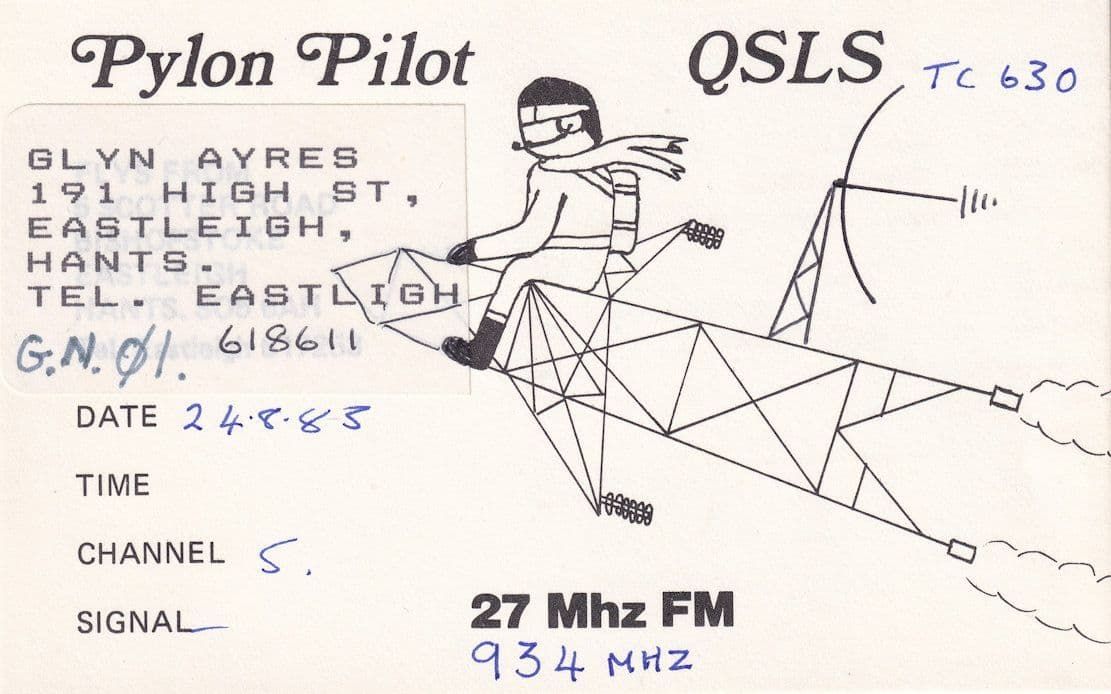 Pylon Pilot
QSLS
TC 630
GLYN AYRES
191 HIGH ST,
EASTLEIGH,
HANTS.
TEL. EASTLIGH
618611
G.N.Ø1.
DATE 24.8.83
TIME
CHANNEL 5.
SIGNAL
27 Mhz FM
934 MHZ